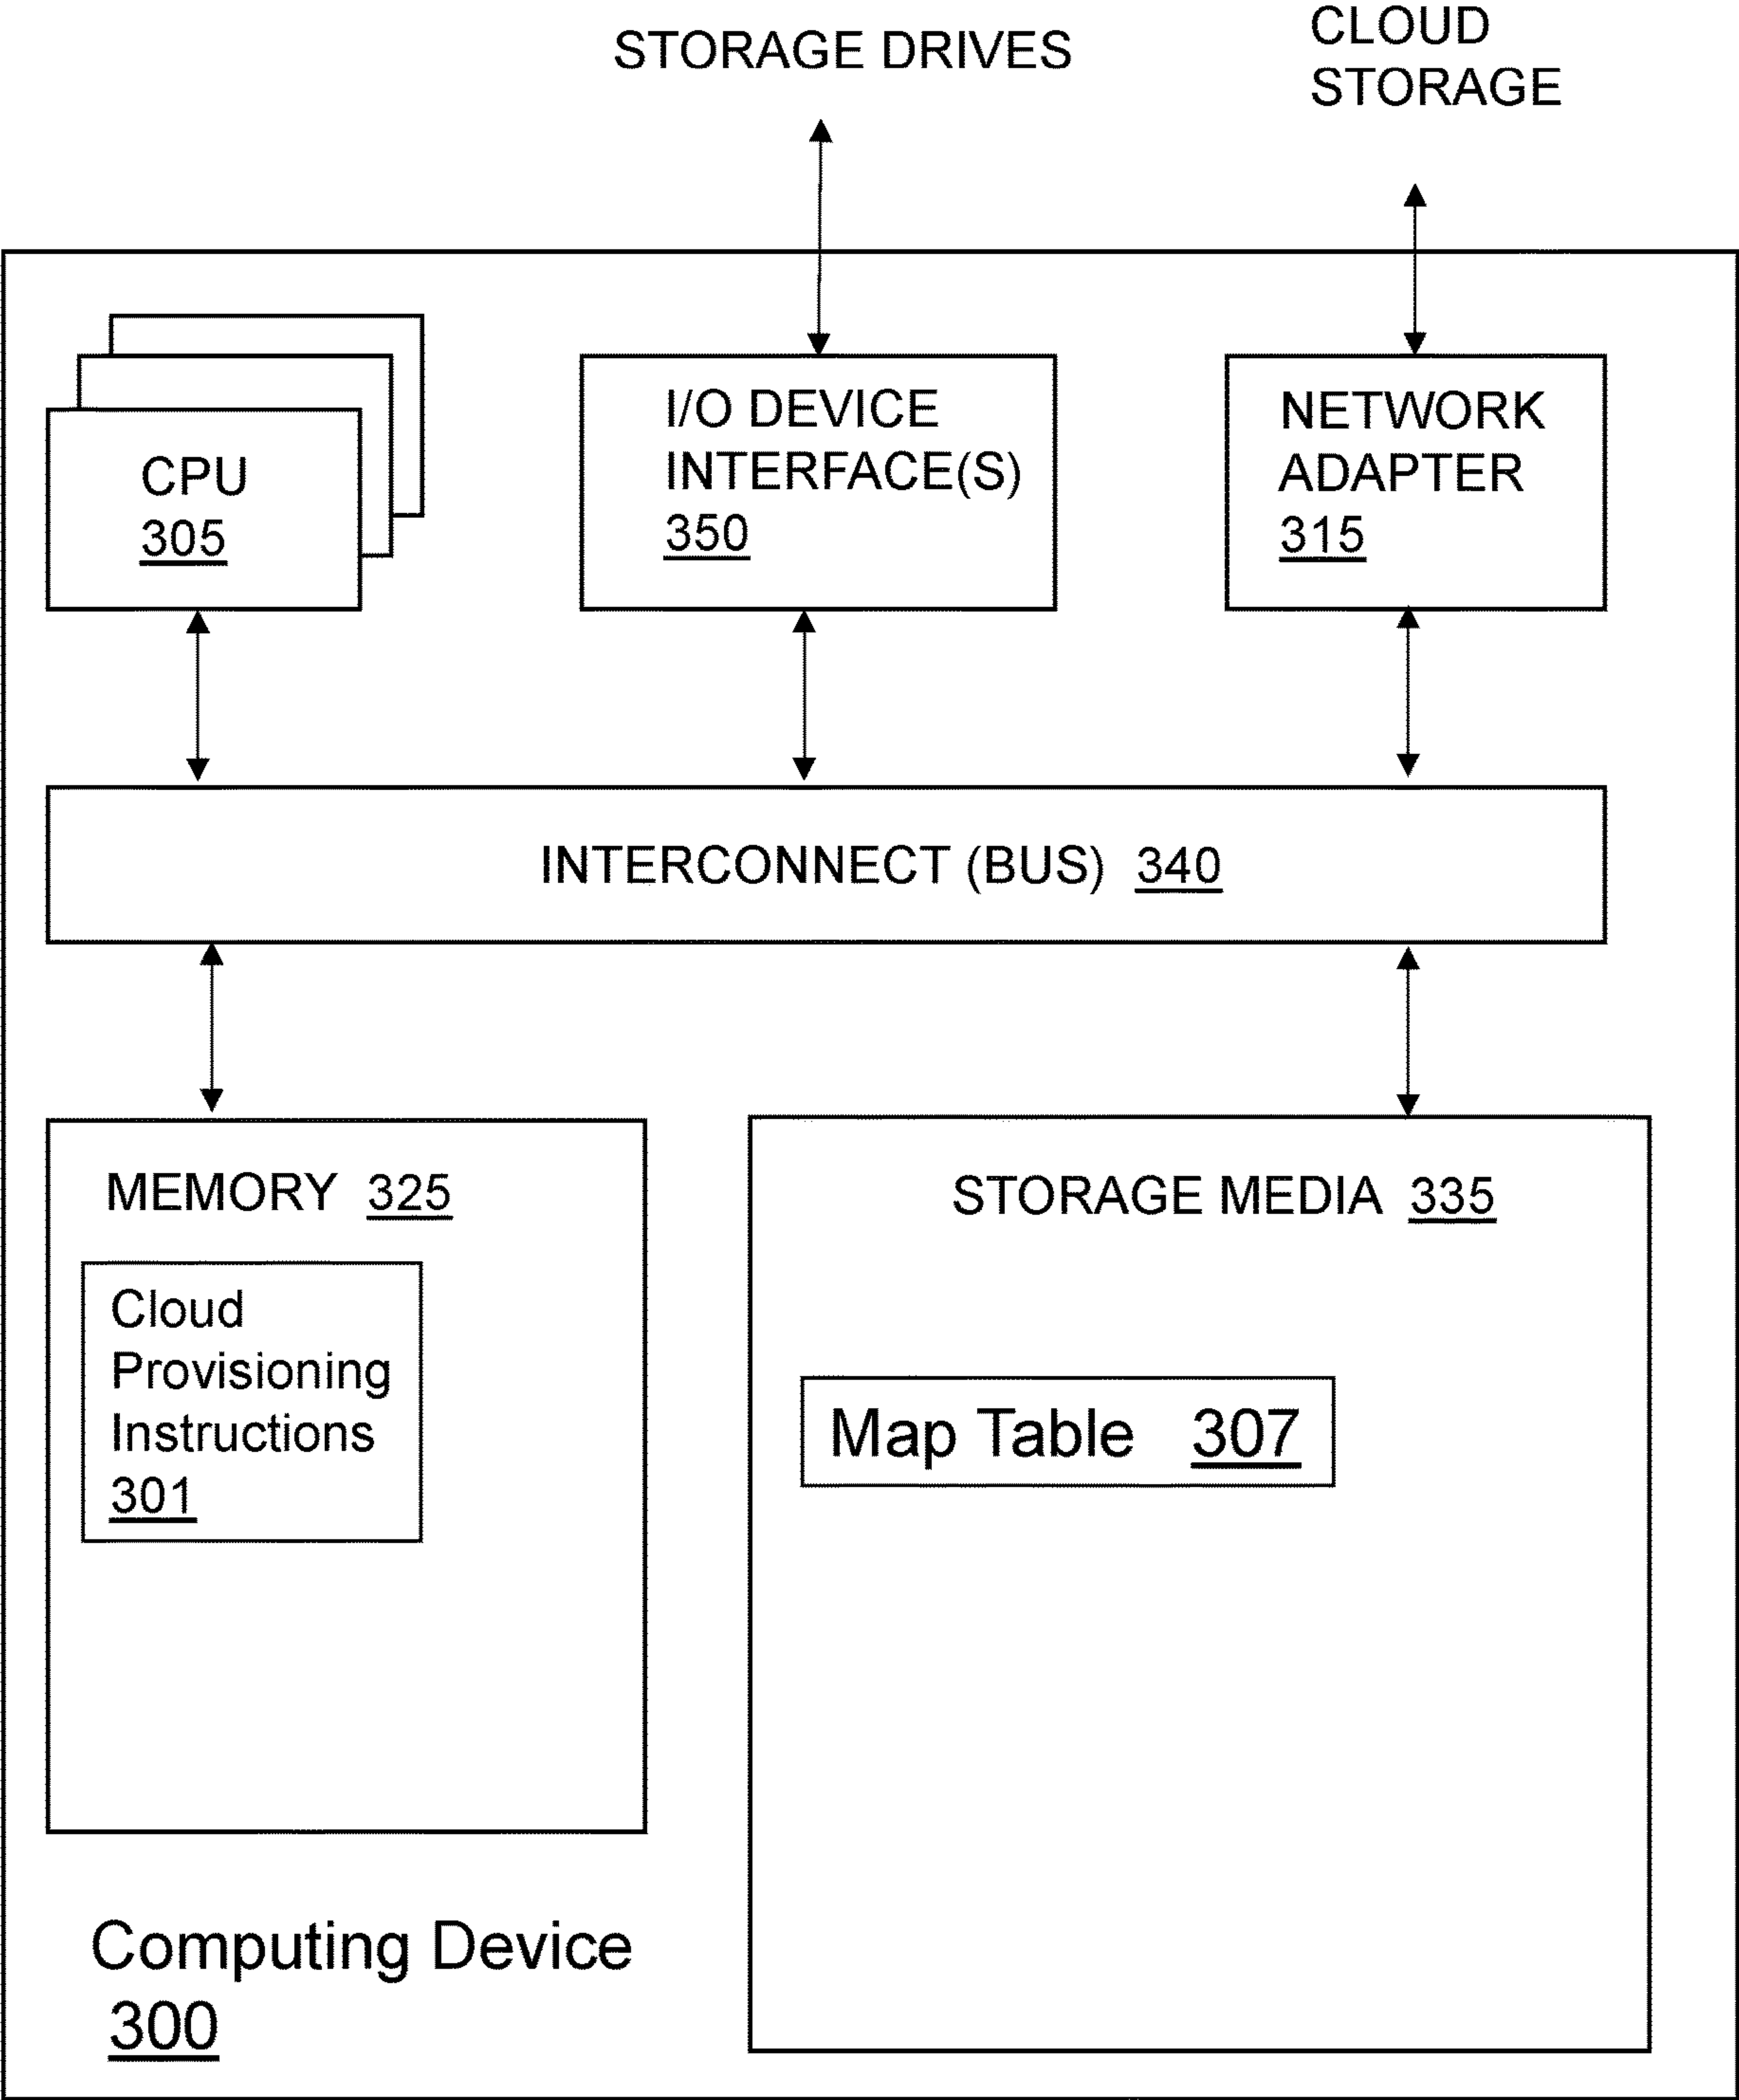 STORAGE DRIVES
CLOUD
STORAGE
CPU
305
I/O DEVICE
INTERFACE(S)
350
NETWORK
ADAPTER
315
INTERCONNECT (BUS) 340
MEMORY 325
Cloud
Provisioning
Instructions
301
STORAGE MEDIA 335
Map Table 307
Computing Device
300